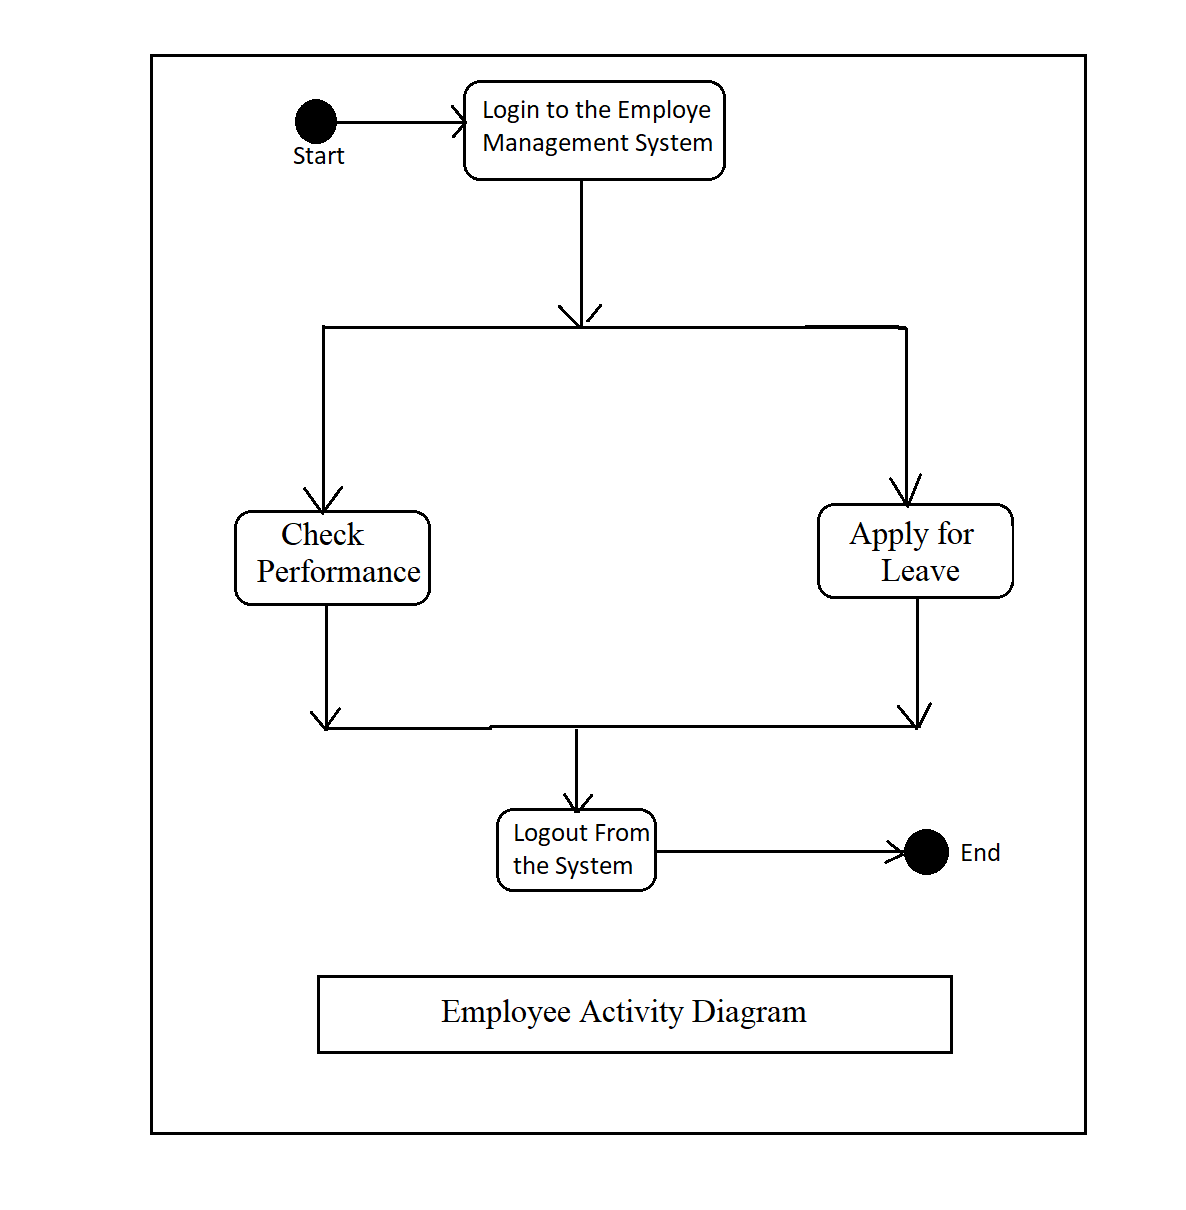 Login to the Employe
Management System
Start
Check
Performance
Apply for
Leave
Logout From
the System
End
Employee Activity Diagram